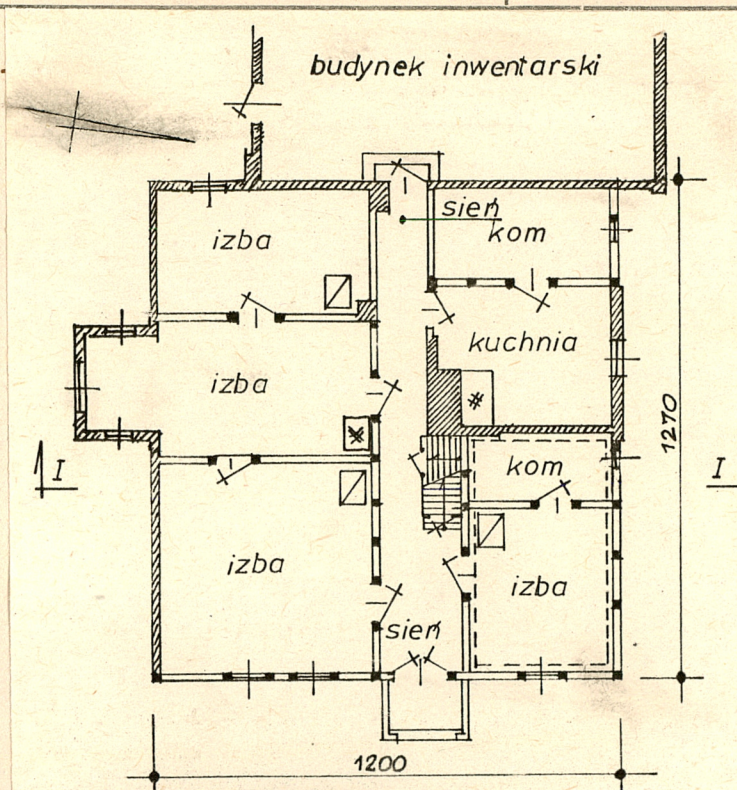 budynek inwentarski
sień
izba
kom
kuchnia
izba
1270
I
kom
I
izba
izba
sień
1200